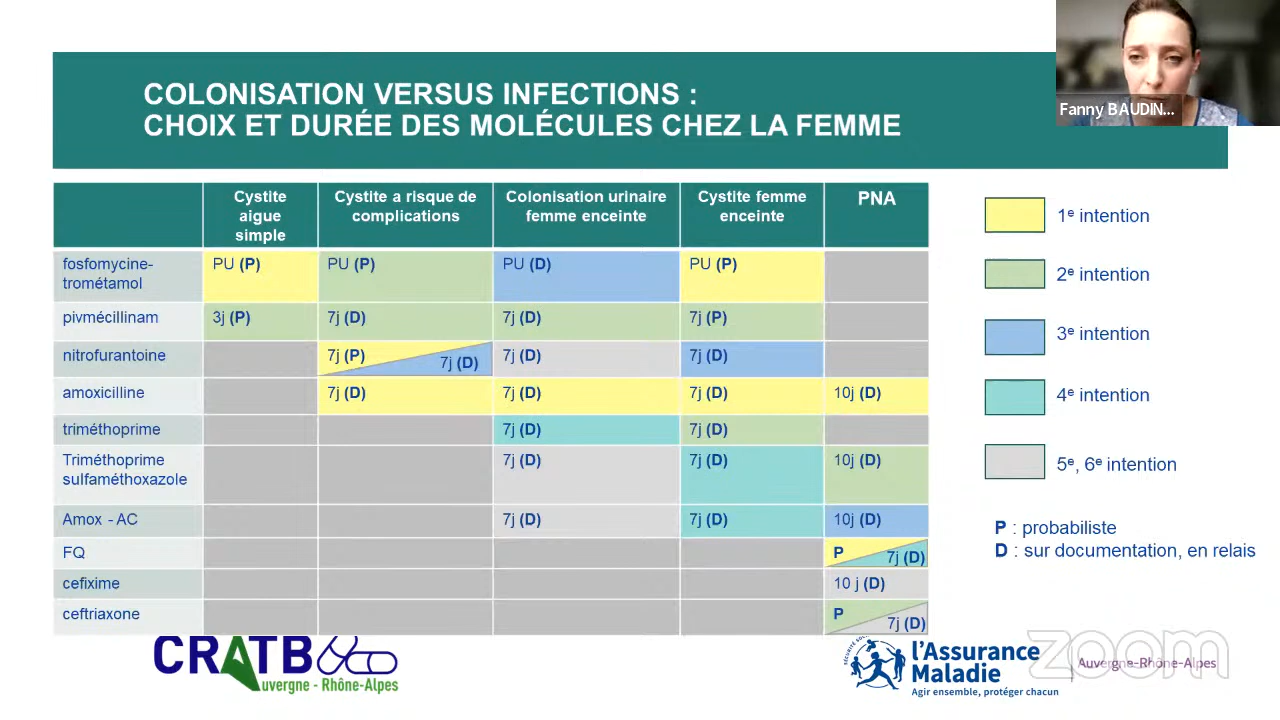 Fanny BAUDIN...
COLONISATION VERSUS INFECTIONS :
CHOIX ET DURÉE DES MOLÉCULES CHEZ LA FEMME
Cystite aigue simple
Cystite a risque de complications
Colonisation urinaire femme enceinte
Cystite femme enceinte
PNA
fosfomycine-trométamol PU (P) PU (P) PU (D) PU (P)
pivmécillinam 3j (P) 7j (D) 7j (D) 7j (P)
nitrofurantoine 7j (P) 7j (D) 7j (D) 7j (D)
amoxicilline 7j (D) 7j (D) 7j (D) 10j (D)
triméthoprime 7j (D) 7j (D)
Triméthoprime sulfaméthoxazole 7j (D) 7j (D) 10j (D)
Amox - AC 7j (D) 7j (D) 10j (D)
FQ P 7j (D)
cefixime 10 j (D)
ceftriaxone P 7j (D)
1e intention
2e intention
3e intention
4e intention
5e, 6e intention
P : probabiliste
D : sur documentation, en relais
CRATB
Auvergne - Rhône-Alpes
l'Assurance
Maladie
Agir ensemble, protéger chacun
Auvergne-Rhône-Alpes
zoom